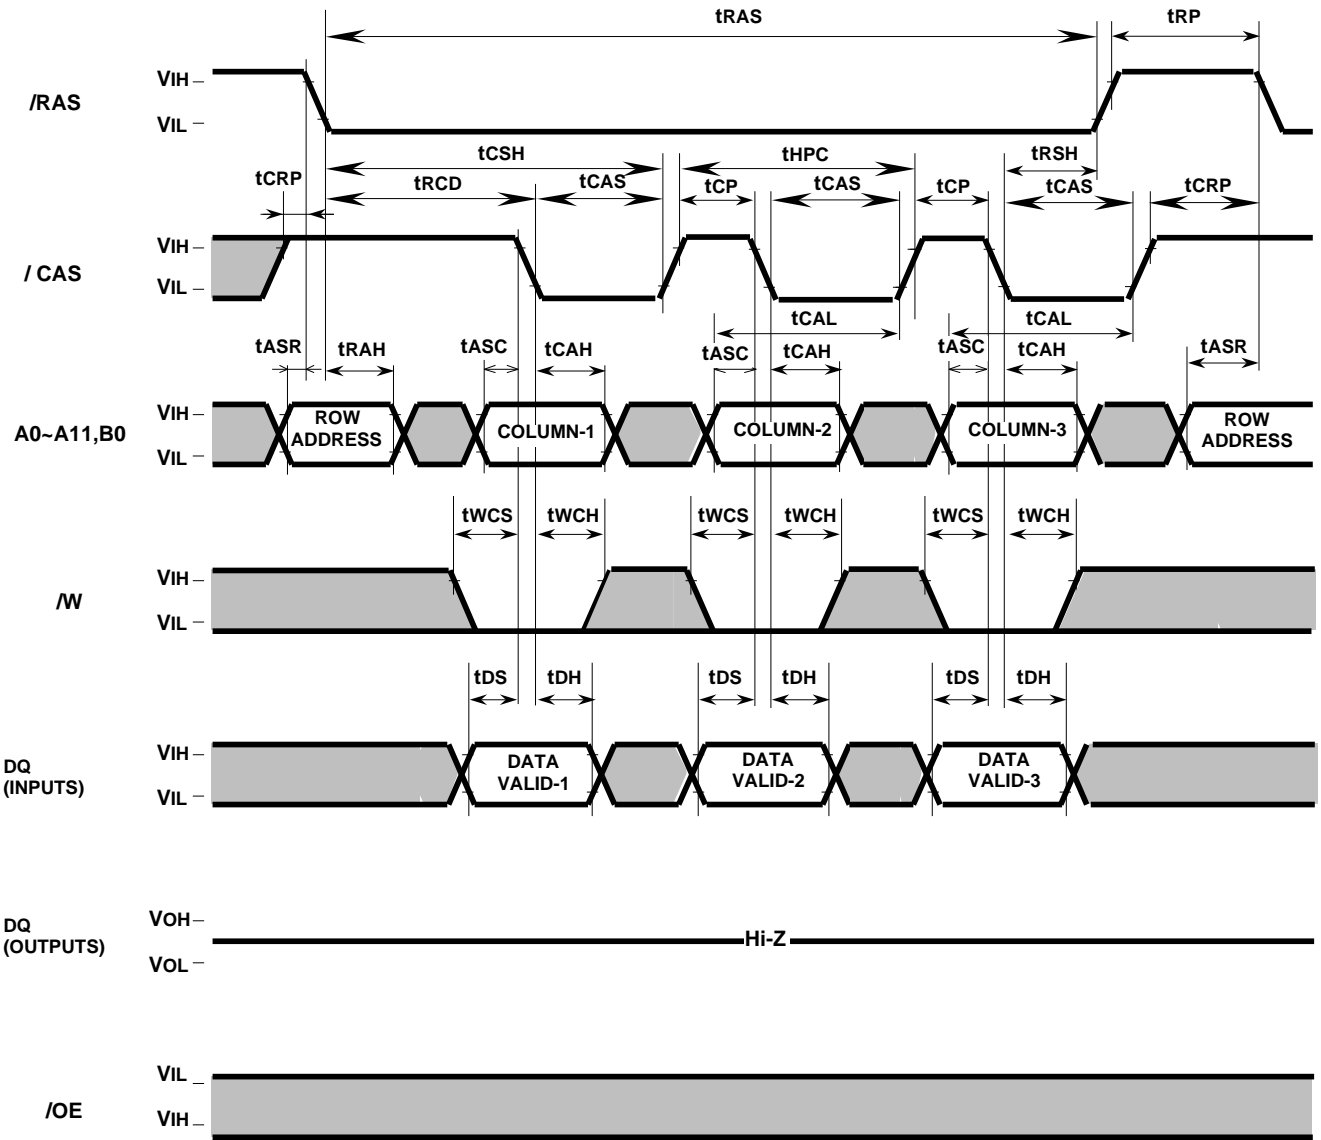 tRAS tRP
VIH
/RAS
VIL
tCSH tHPC tRSH
tCRP tRCD tCAS tCP tCAS tCP tCAS tCRP
VIH
/ CAS
VIL
tCAL tCAL
tASR tRAH tASC tCAH tASC tCAH tASC tCAH tASR
VIH
A0~A11,B0
VIL
ROW ADDRESS
COLUMN-1
COLUMN-2
COLUMN-3
ROW ADDRESS
tWCS tWCH tWCS tWCH tWCS tWCH
VIH
/W
VIL
tDS tDH tDS tDH tDS tDH
VIH
DQ
(INPUTS)
VIL
DATA VALID-1
DATA VALID-2
DATA VALID-3
VOH
DQ
(OUTPUTS)
VOL
Hi-Z
VIL
/OE
VIH